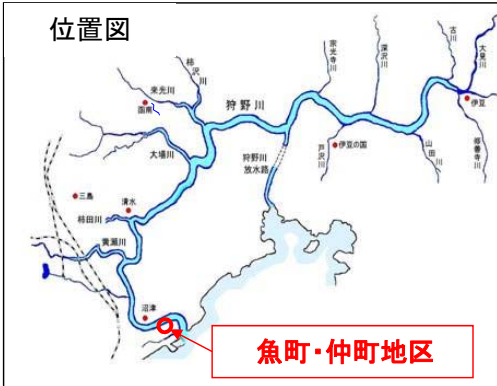 位置図
柿沢川
来光川
函南
狩野川
宗光寺川
深沢川
古川
大見川
伊豆
修善寺川
山田川
伊豆の国
戸沢川
狩野川
放水路
大場川
三島
清水
柿田川
黄瀬川
沼津
魚町・仲町地区